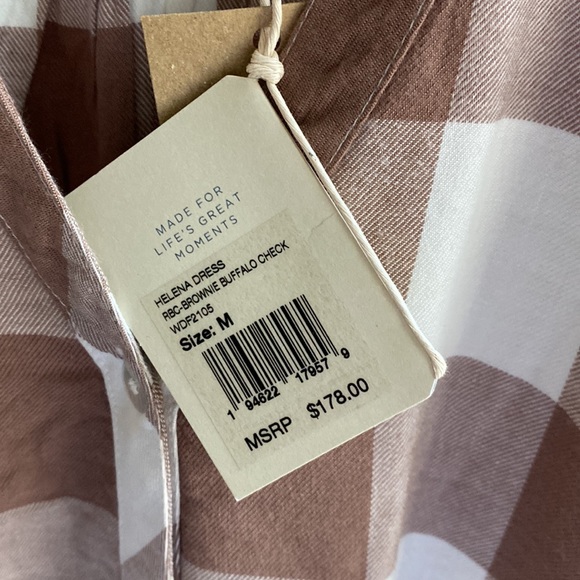 MADE FOR
LIFE'S GREAT
MOMENTS
HELENA DRESS
RBC-BROWNIE BUFFALO CHECK
WDF2105
Size: M
1 94622 17957 9
MSRP $178.00